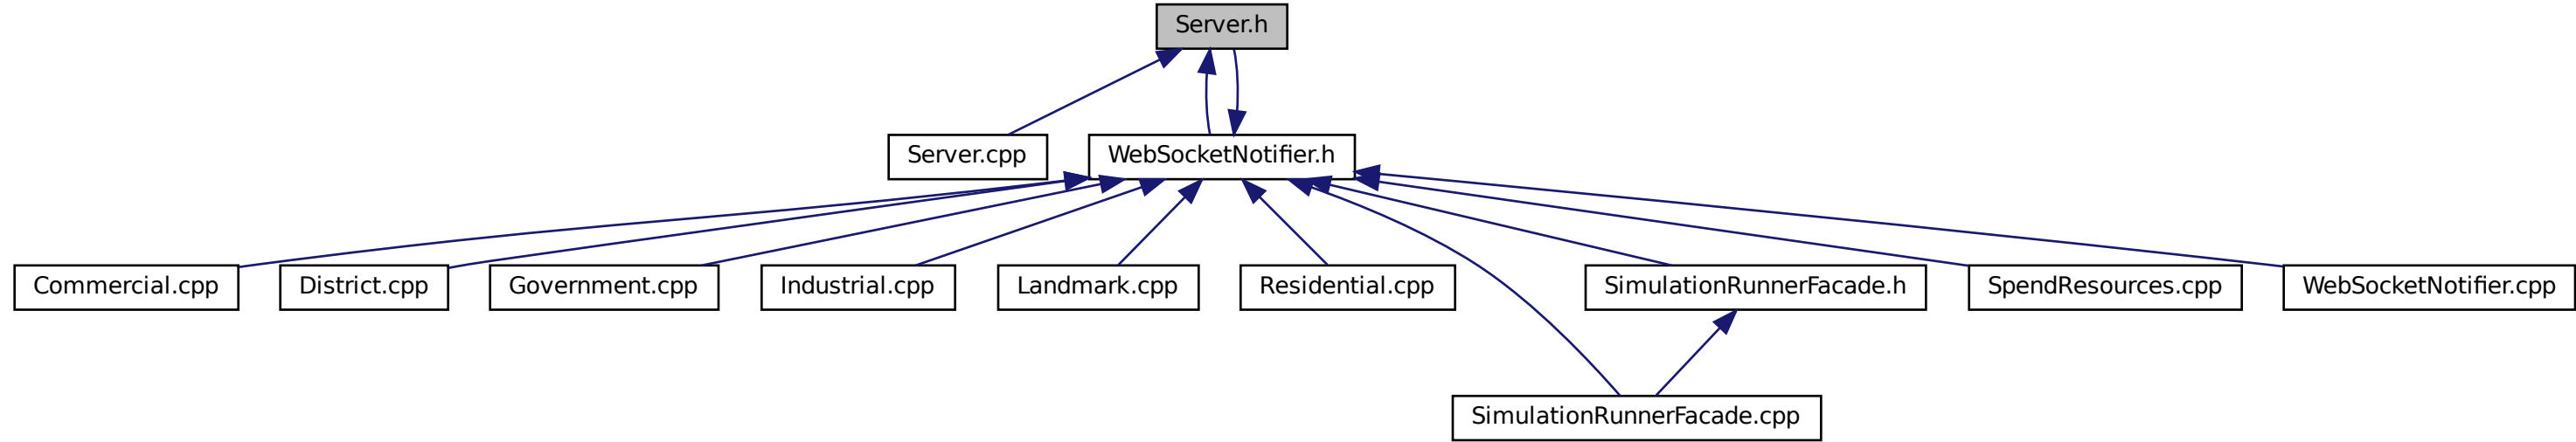 Server.h
Server.cpp
WebSocketNotifier.h
Commercial.cpp
District.cpp
Government.cpp
Industrial.cpp
Landmark.cpp
Residential.cpp
SimulationRunnerFacade.h
SpendResources.cpp
WebSocketNotifier.cpp
SimulationRunnerFacade.cpp